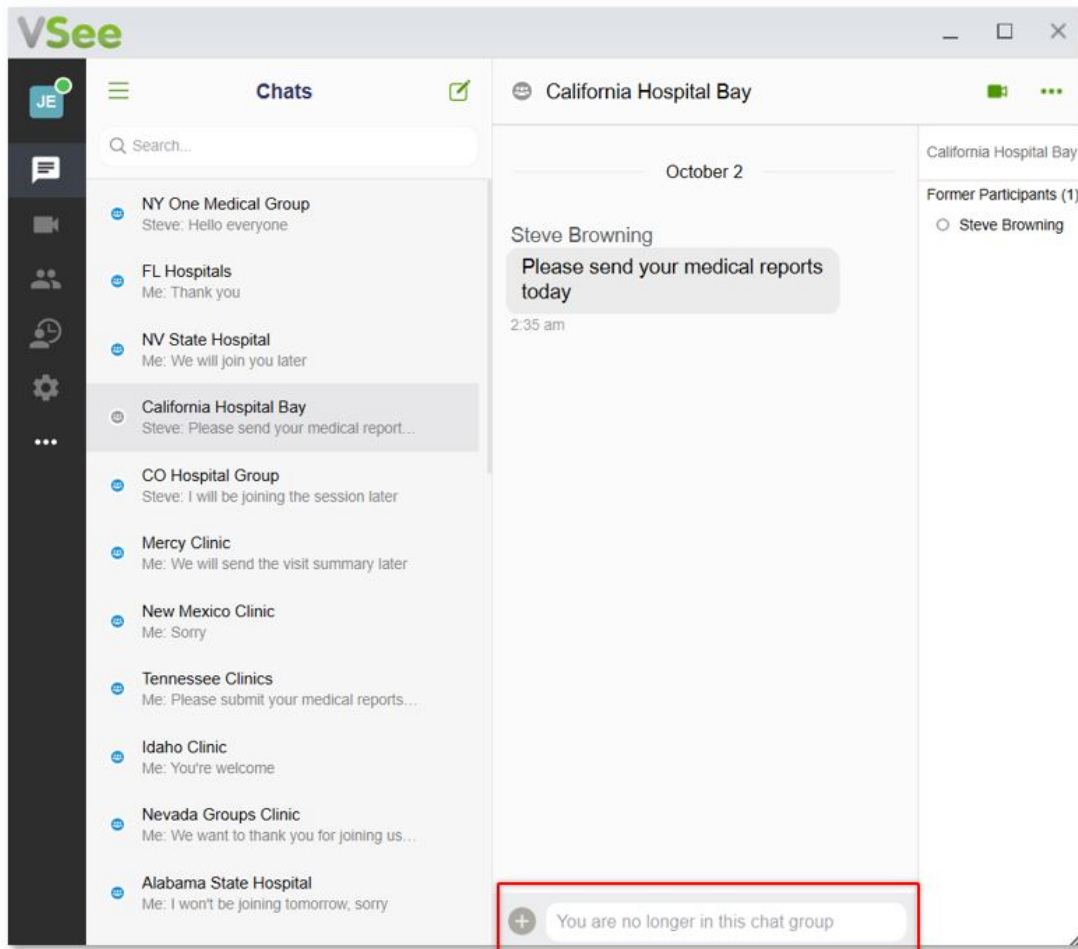 VSee
JE
Chats
Search...
NY One Medical Group
Steve: Hello everyone
FL Hospitals
Me: Thank you
NV State Hospital
Me: We will join you later
California Hospital Bay
Steve: Please send your medical report...
CO Hospital Group
Steve: I will be joining the session later
Mercy Clinic
Me: We will send the visit summary later
New Mexico Clinic
Me: Sorry
Tennessee Clinics
Me: Please submit your medical reports...
Idaho Clinic
Me: You're welcome
Nevada Groups Clinic
Me: We want to thank you for joining us...
Alabama State Hospital
Me: I won't be joining tomorrow, sorry
California Hospital Bay
October 2
Steve Browning
Please send your medical reports
today
2:35 am
You are no longer in this chat group
California Hospital Bay
Former Participants (1)
Steve Browning